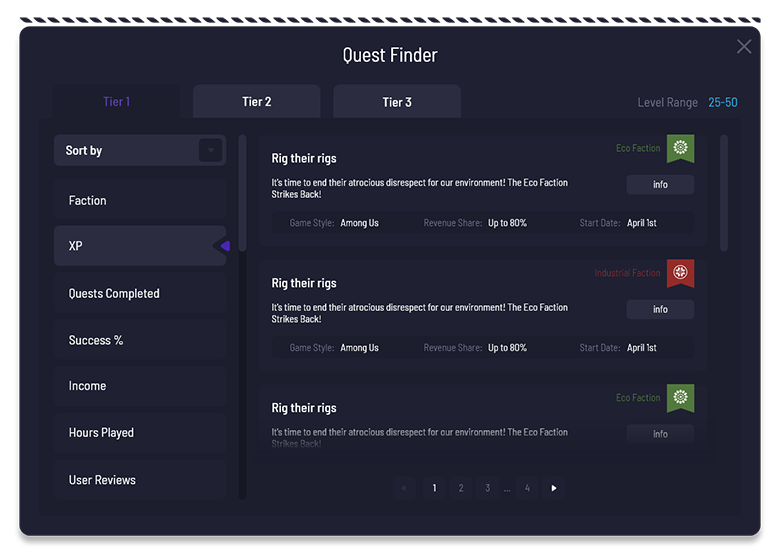 Quest Finder
Tier 1
Tier 2
Tier 3
Level Range 25-50
Sort by
Faction
XP
Quests Completed
Success %
Income
Hours Played
User Reviews
Eco Faction
Rig their rigs
It's time to end their atrocious disrespect for our environment! The Eco Faction
Strikes Back!
info
Game Style: Among Us Revenue Share: Up to 80% Start Date: April 1st
Industrial Faction
Rig their rigs
It's time to end their atrocious disrespect for our environment! The Eco Faction
Strikes Back!
info
Game Style: Among Us Revenue Share: Up to 80% Start Date: April 1st
Eco Faction
Rig their rigs
It's time to end their atrocious disrespect for our environment! The Eco Faction
Strikes Back!
info
1 2 3 ... 4